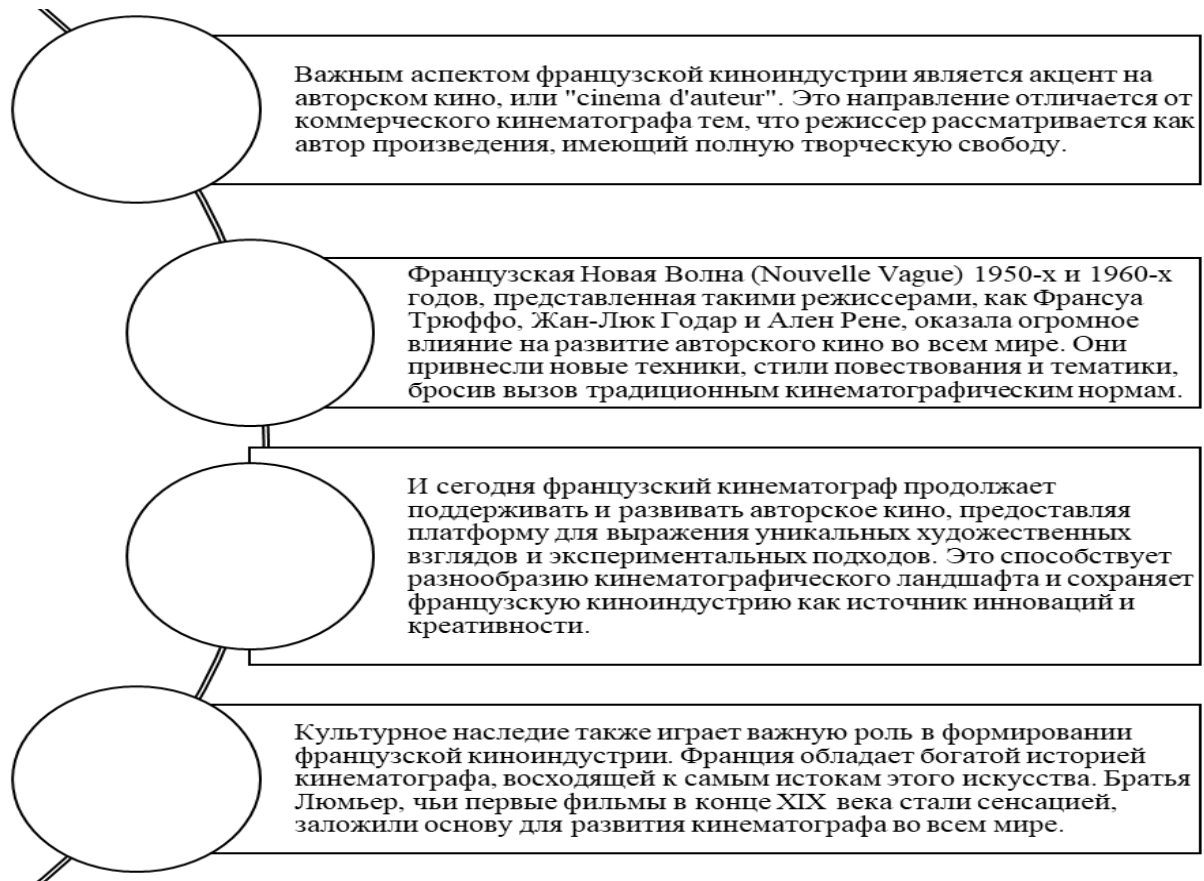 Важным аспектом французской киноиндустрии является акцент на
авторском кино, или "cinema d'auteur". Это направление отличается от
коммерческого кинематографа тем, что режиссер рассматривается как
автор произведения, имеющий полную творческую свободу.
Французская Новая Волна (Nouvelle Vague) 1950-х и 1960-х
годов, представленная такими режиссерами, как Франсуа
Трюффо, Жан-Люк Годар и Ален Рене, оказала огромное
влияние на развитие авторского кино во всем мире. Они
привнесли новые техники, стили повествования и тематики,
бросив вызов традиционным кинематографическим нормам.
И сегодня французский кинематограф продолжает
поддерживать и развивать авторское кино, предоставляя
платформу для выражения уникальных художественных
взглядов и экспериментальных подходов. Это способствует
разнообразию кинематографического ландшафта и сохраняет
французскую киноиндустрию как источник инноваций и
креативности.
Культурное наследие также играет важную роль в формировании
французской киноиндустрии. Франция обладает богатой историей
кинематографа, восходящей к самым истокам этого искусства. Братья
Люмьер, чьи первые фильмы в конце XIX века стали сенсацией,
заложили основу для развития кинематографа во всем мире.